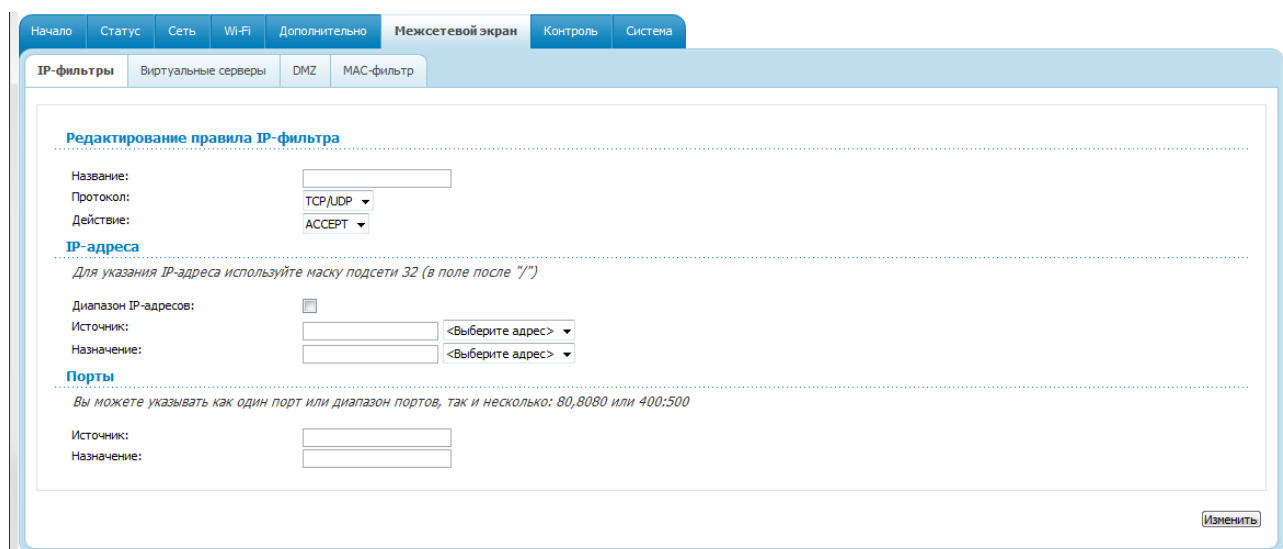 Начало Статус Сеть Wi-Fi Дополнительно Межсетевой экран Контроль Система
IP-фильтры Виртуальные серверы DMZ MAC-фильтр
Редактирование правила IP-фильтра
Название:
Протокол: TCP/UDP
Действие: ACCEPT
IP-адреса
Для указания IP-адреса используйте маску подсети 32 (в поле после "/")
Диапазон IP-адресов:
Источник: <Выберите адрес>
Назначение: <Выберите адрес>
Порты
Вы можете указывать как один порт или диапазон портов, так и несколько: 80,8080 или 400:500
Источник:
Назначение:
Изменить